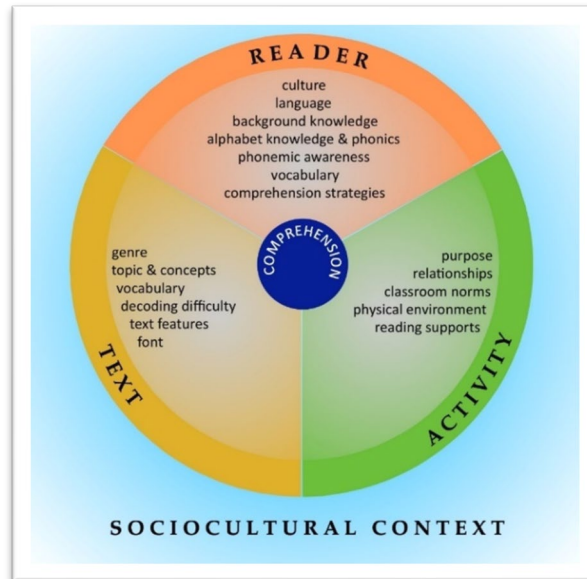 READER
culture
language
background knowledge
alphabet knowledge & phonics
phonemic awareness
vocabulary
comprehension strategies
COMPREHENSION
genre
topic & concepts
vocabulary
decoding difficulty
text features
font
TEXT
purpose
relationships
classroom norms
physical environment
reading supports
ACTIVITY
SOCIOCULTURAL CONTEXT